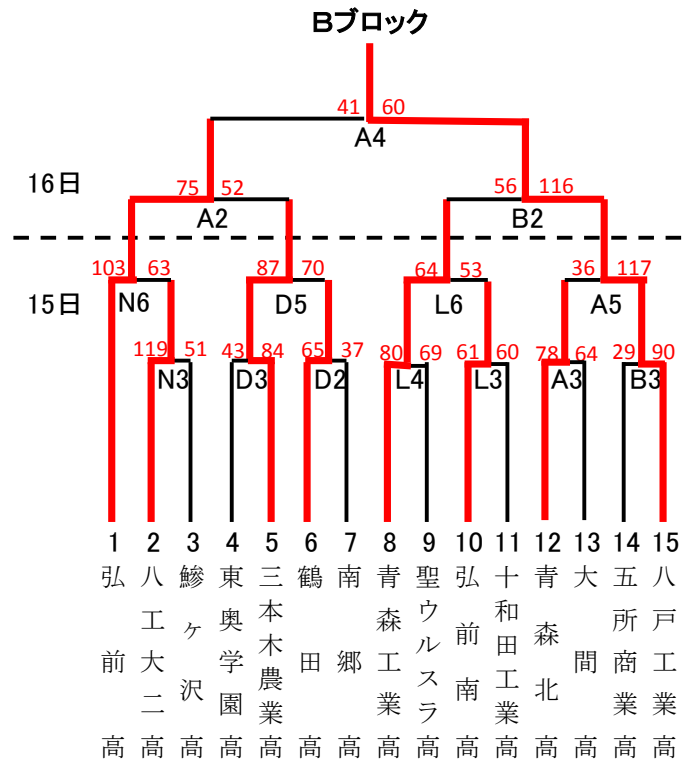 Bブロック
41 60
A4
16日
75 52
56 116
A2
B2
103 63
87 70
64 53
36 117
15日
N6
D5
L6
A5
119 51
43 84
65 37
80 69
61 60
78 64
29 90
N3
D3
D2
L4
L3
A3
B3
1 2 3 4 5 6 7 8 9 10 11 12 13 14 15
弘前高
八工大二高
鰺ヶ沢高
東奥学園高
三本木農業高
鶴田高
南郷高
青森工業高
聖ウルスラ高
弘前南高
十和田工業高
青森北高
大間高
五所商業高
八戸工業高